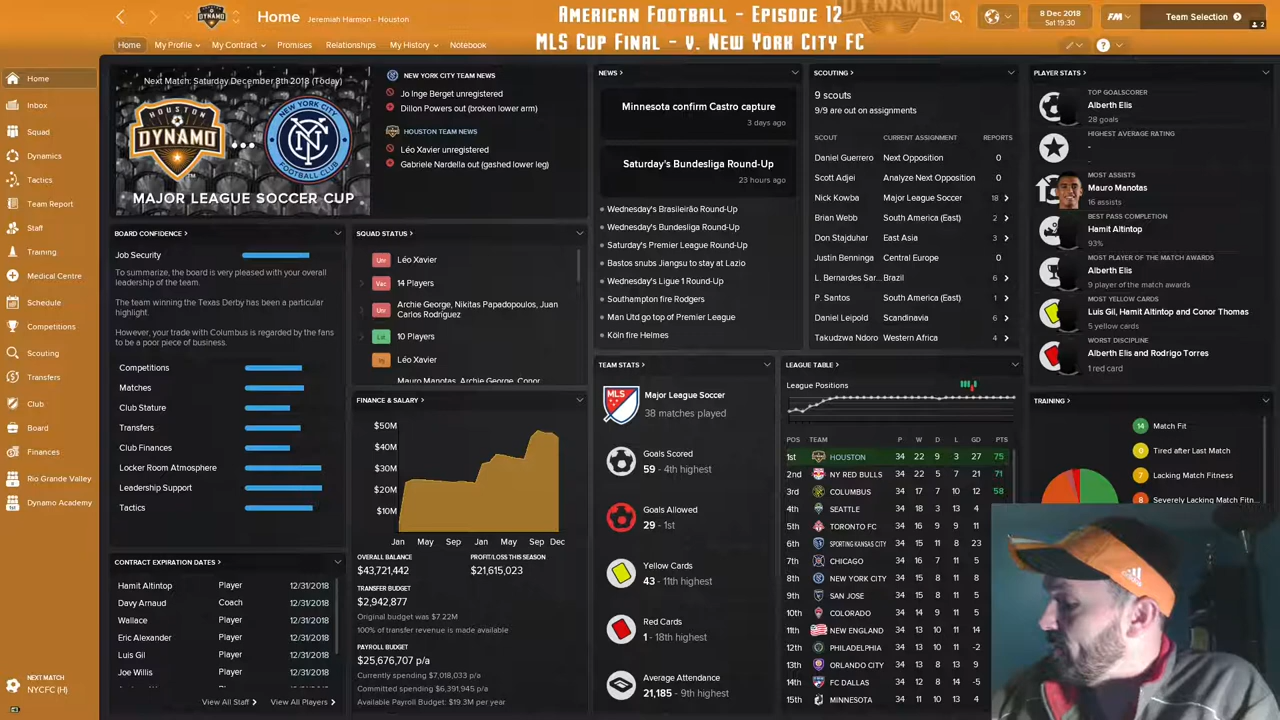 American Football - Episode 12
MLS Cup Final - v. New York City FC
Home
Jeremiah Harmon - Houston
8 Dec 2018
Sat 19:30
FM
Team Selection
2
Home
My Profile
My Contract
Promises
Relationships
My History
Notebook
?
Home
Inbox
Squad
Dynamics
Tactics
Team Report
Staff
Training
Medical Centre
Schedule
Competitions
Scouting
Transfers
Club
Board
Finances
Rio Grande Valley
Dynamo Academy
NEXT MATCH
NYCFC (H)
Next Match: Saturday December 8th 2018 (Today)
HOUSTON
DYNAMO
NEW YORK CITY
FOOTBALL CLUB
MAJOR LEAGUE SOCCER CUP
NEW YORK CITY TEAM NEWS
Jo Inge Berget unregistered
Dillon Powers out (broken lower arm)
HOUSTON TEAM NEWS
Léo Xavier unregistered
Gabriele Nardella out (gashed lower leg)
BOARD CONFIDENCE >
Job Security
To summarize, the board is very pleased with your overall
leadership of the team.
The team winning the Texas Derby has been a particular
highlight.
However, your trade with Columbus is regarded by the fans
to be a poor piece of business.
Competitions
Matches
Club Stature
Transfers
Club Finances
Locker Room Atmosphere
Leadership Support
Tactics
CONTRACT EXPIRATION DATES >
Hamit Altintop Player 12/31/2018
Davy Arnaud Coach 12/31/2018
Wallace Player 12/31/2018
Eric Alexander Player 12/31/2018
Luis Gil Player 12/31/2018
Joe Willis Player 12/31/2018
View All Staff > View All Players >
SQUAD STATUS >
Unr Léo Xavier
Vac 14 Players
Unr Archie George, Nikitas Papadopoulos, Juan
Carlos Rodríguez
Lst 10 Players
Léo Xavier
Mauro Manotas, Archie George, Conor
FINANCE & SALARY >
$50M
$40M
$30M
$20M
$10M
Jan May Sep Jan May Sep Dec
OVERALL BALANCE
$43,721,442
PROFIT/LOSS THIS SEASON
$21,615,023
TRANSFER BUDGET
$2,942,877
Original budget was $7.22M
100% of transfer revenue is made available
PAYROLL BUDGET
$25,676,707 p/a
Currently spending $7,018,033 p/a
Committed spending $6,391,945 p/a
Available Payroll Budget: $19.3M per year
NEWS >
Minnesota confirm Castro capture
3 days ago
Saturday's Bundesliga Round-Up
23 hours ago
Wednesday's Brasileirão Round-Up
Wednesday's Bundesliga Round-Up
Saturday's Premier League Round-Up
Bastos snubs Jiangsu to stay at Lazio
Wednesday's Ligue 1 Round-Up
Southampton fire Rodgers
Man Utd go top of Premier League
Köln fire Helmes
TEAM STATS >
MLS
Major League Soccer
38 matches played
Goals Scored
59 - 4th highest
Goals Allowed
29 - 1st
Yellow Cards
43 - 11th highest
Red Cards
1 - 18th highest
Average Attendance
21,185 - 9th highest
SCOUTING >
9 scouts
9/9 are out on assignments
SCOUT CURRENT ASSIGNMENT REPORTS
Daniel Guerrero Next Opposition 0
Scott Adjei Analyze Next Opposition 0
Nick Kowba Major League Soccer 18 >
Brian Webb South America (East) 2 >
Don Stajduhar East Asia 3 >
Justin Benninga Central Europe 0
L. Bernardes Sar... Brazil 6 >
P. Santos South America (East) 1 >
Daniel Leipold Scandinavia 6 >
Takudzwa Ndoro Western Africa 4 >
LEAGUE TABLE >
League Positions
POS TEAM P W D L GD PTS
1st HOUSTON 34 22 9 3 27 75
2nd NY RED BULLS 34 22 5 7 21 71
3rd COLUMBUS 34 17 7 10 12 58
4th SEATTLE 34 18 3 13 4
5th TORONTO FC 34 16 9 9 11
6th SPORTING KANSAS CITY 34 15 11 8 23
7th CHICAGO 34 16 7 11 5
8th NEW YORK CITY 34 15 8 11 8
9th SAN JOSE 34 15 8 11 5
10th COLORADO 34 14 9 11 5
11th NEW ENGLAND 34 13 10 11 14
12th PHILADELPHIA 34 13 10 11 -2
13th ORLANDO CITY 34 13 8 13 9
14th FC DALLAS 34 12 8 14 -5
15th MINNESOTA 34 11 10 13 4
PLAYER STATS >
TOP GOALSCORER
Alberth Elis
28 goals
HIGHEST AVERAGE RATING
-
MOST ASSISTS
Mauro Manotas
16 assists
BEST PASS COMPLETION
Hamit Altintop
93%
MOST PLAYER OF THE MATCH AWARDS
Alberth Elis
9 player of the match awards
MOST YELLOW CARDS
Luis Gil, Hamit Altintop and Conor Thomas
5 yellow cards
WORST DISCIPLINE
Alberth Elis and Rodrigo Torres
1 red card
TRAINING >
14 Match Fit
0 Tired after Last Match
7 Lacking Match Fitness
8 Severely Lacking Match Fitn...